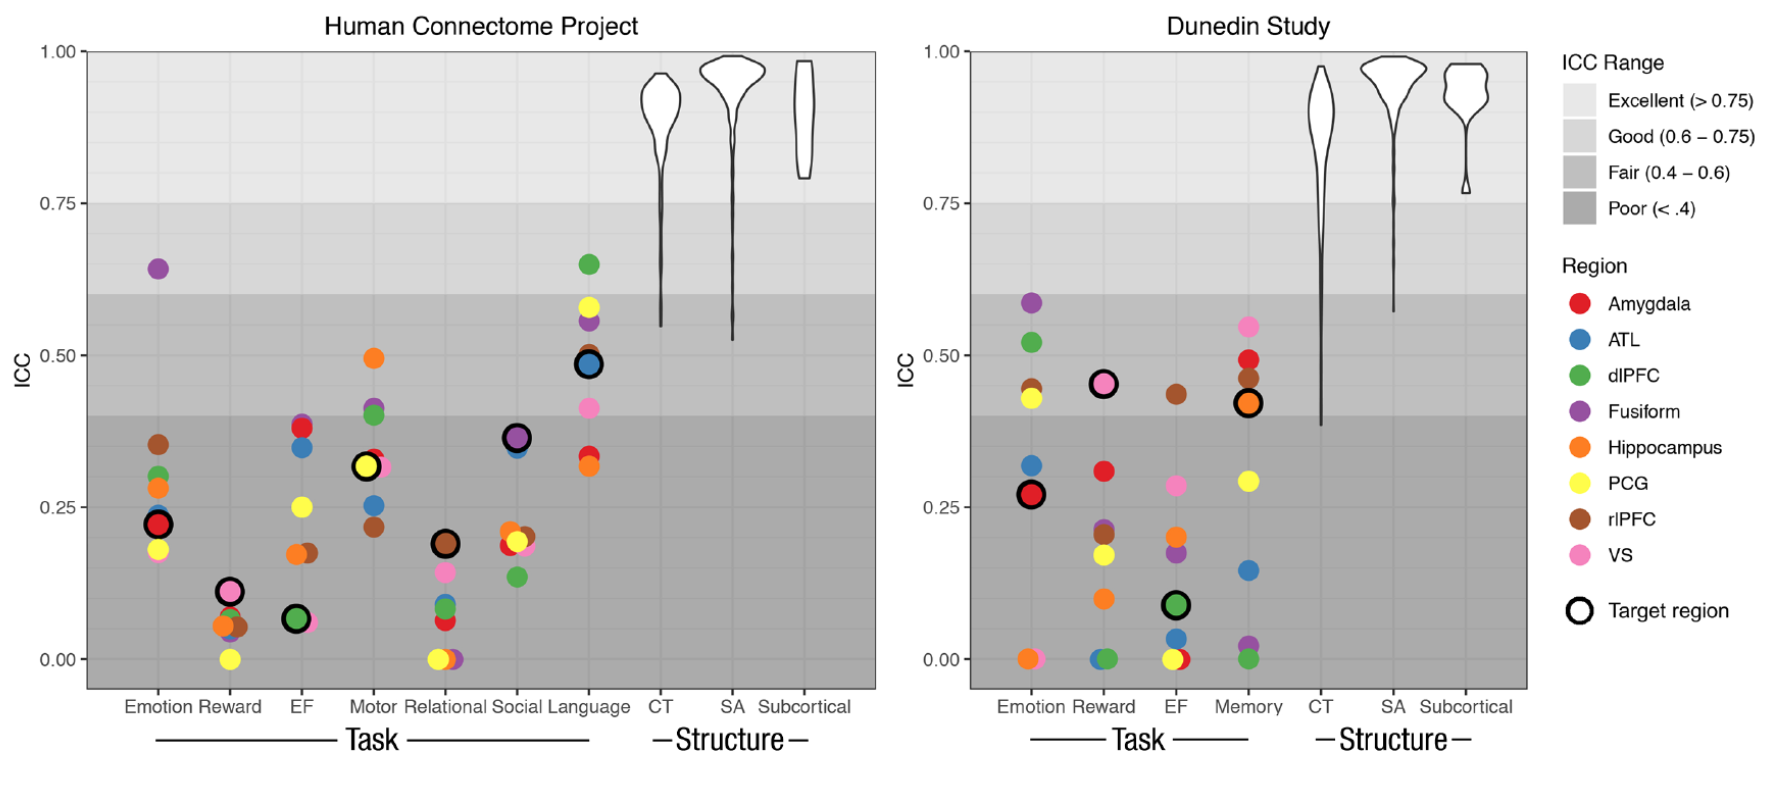 Human Connectome Project
ICC
1.00
0.75
0.50
0.25
0.00
Emotion Reward EF Motor Relational Social Language CT SA Subcortical
Task Structure
Dunedin Study
ICC
1.00
0.75
0.50
0.25
0.00
Emotion Reward EF Memory CT SA Subcortical
Task Structure
ICC Range
Excellent (> 0.75)
Good (0.6 – 0.75)
Fair (0.4 – 0.6)
Poor (< .4)
Region
Amygdala
ATL
dlPFC
Fusiform
Hippocampus
PCG
rlPFC
VS
Target region